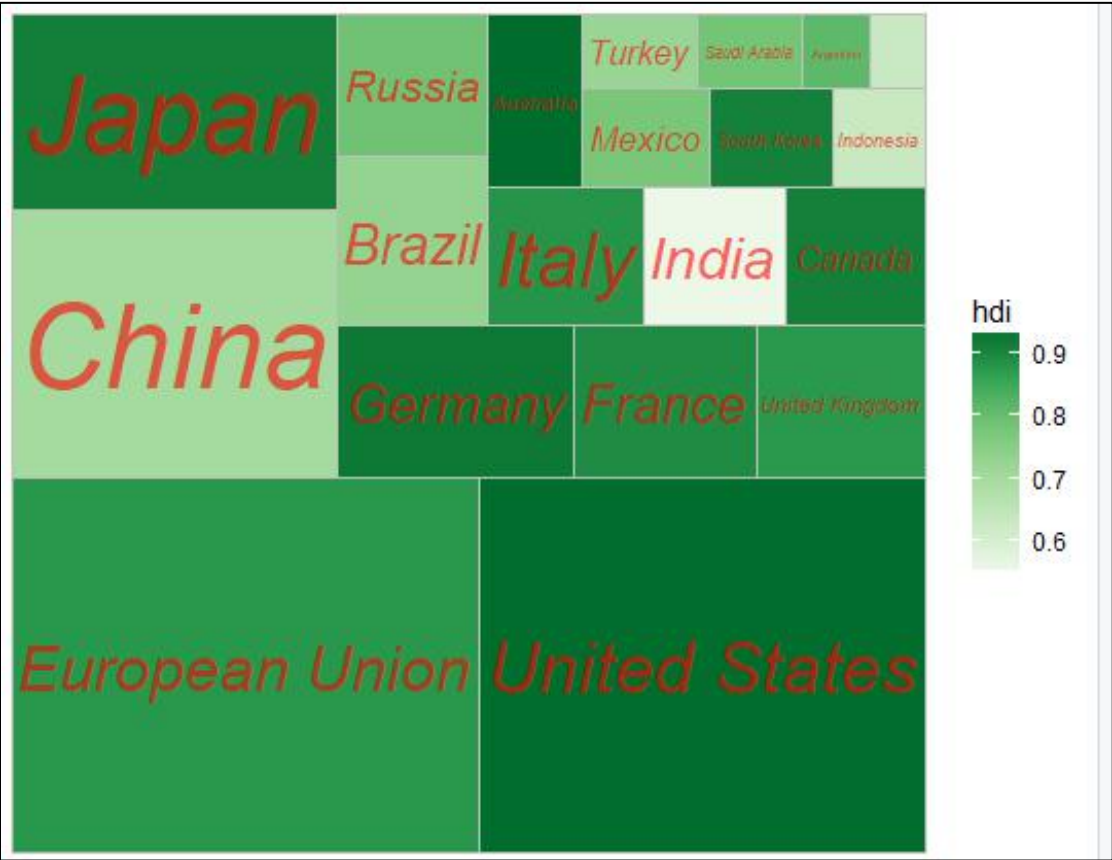 Japan
Russia
Australia
Turkey
Saudi Arabia
Argentina
Mexico
South Korea
Indonesia
China
Brazil
Italy
India
Canada
Germany
France
United Kingdom
European Union
United States
hdi
0.9
0.8
0.7
0.6